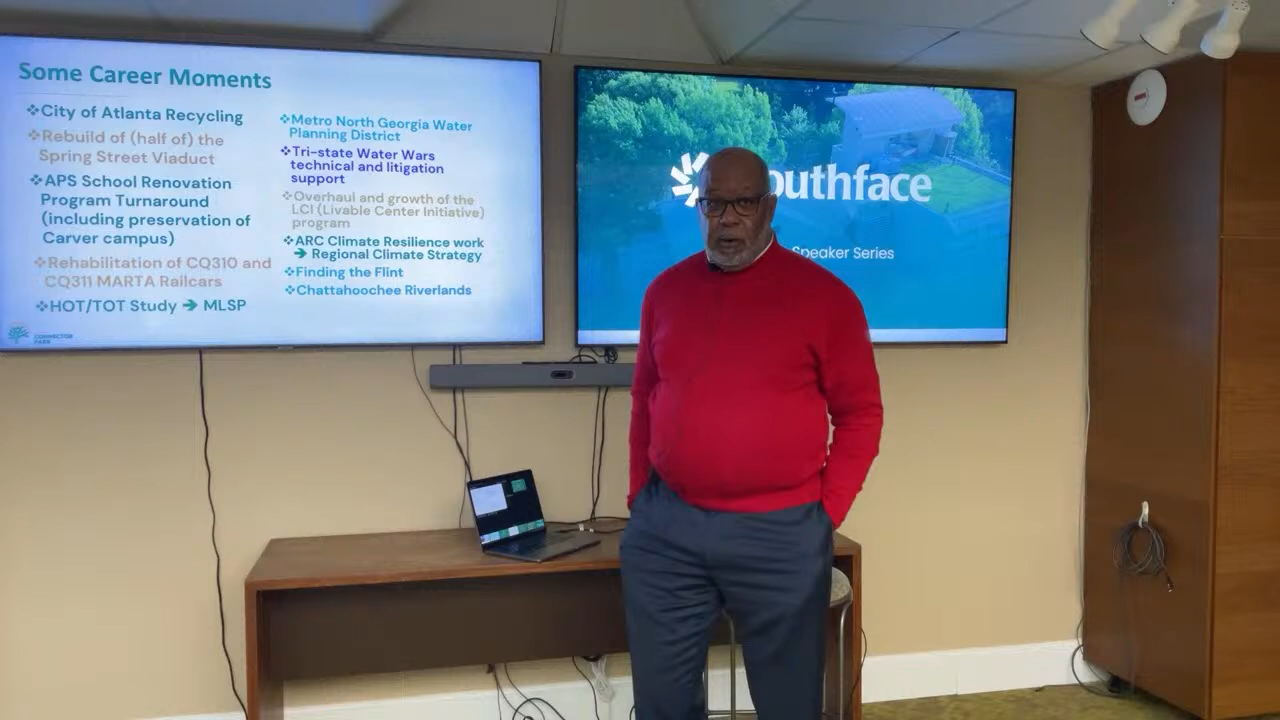 Some Career Moments
❖City of Atlanta Recycling
❖Rebuild of (half of) the
Spring Street Viaduct
❖APS School Renovation
Program Turnaround
(including preservation of
Carver campus)
❖Rehabilitation of CQ310 and
CQ311 MARTA Railcars
❖HOT/TOT Study ➔ MLSP
❖Metro North Georgia Water
Planning District
❖Tri-state Water Wars
technical and litigation
support
❖Overhaul and growth of the
LCI (Livable Center Initiative)
program
❖ARC Climate Resilience work
➔ Regional Climate Strategy
❖Finding the Flint
❖Chattahoochee Riverlands
CONNECTOR
PARK
outhface
Speaker Series